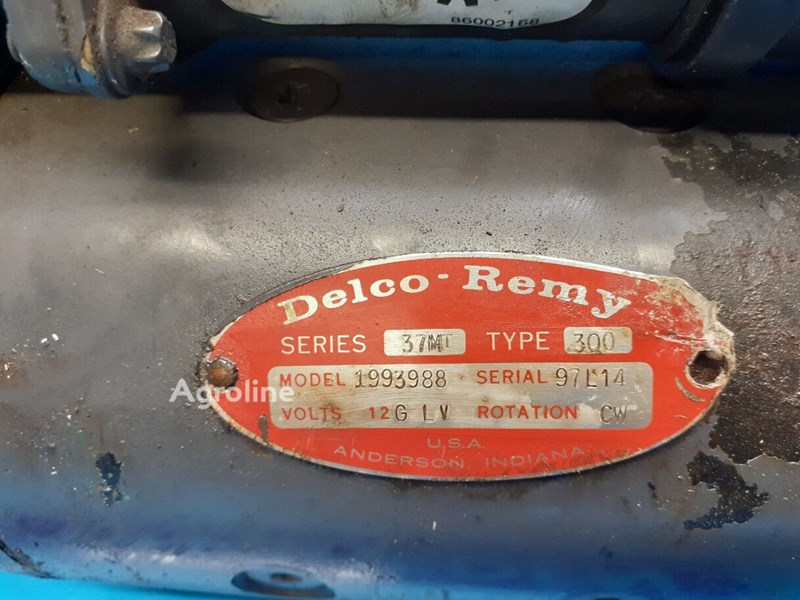 86002168
Delco-Remy
SERIES 37MT TYPE 300
MODEL 1993988 SERIAL 97L14
VOLTS 12G LV ROTATION CW
U.S.A.
ANDERSON INDIANA
Agroline